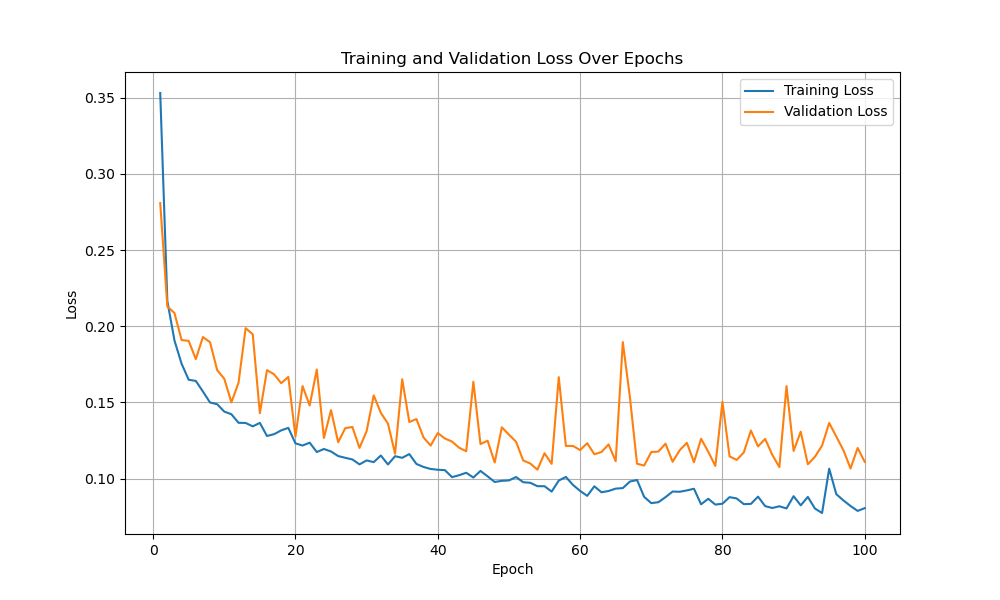 Training and Validation Loss Over Epochs
Training Loss
Validation Loss
0.35
0.30
0.25
0.20
0.15
0.10
Loss
0 20 40 60 80 100
Epoch